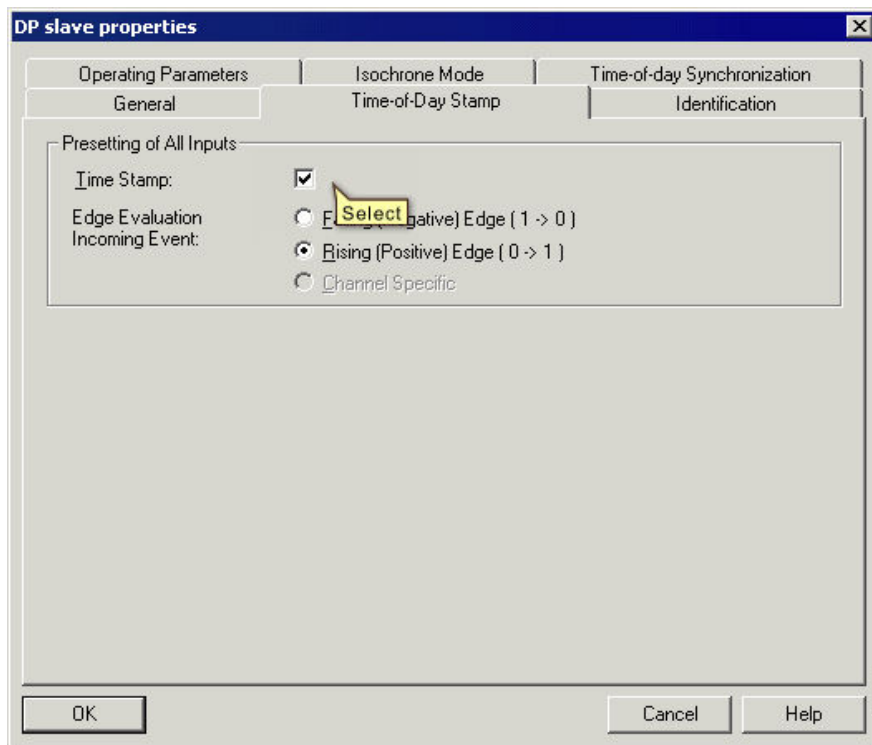 DP slave properties
Operating Parameters
Isochrone Mode
Time-of-day Synchronization
General
Time-of-Day Stamp
Identification
Presetting of All Inputs
Time Stamp:
Select
Edge Evaluation
Incoming Event:
gative) Edge ( 1 -> 0 )
Rising (Positive) Edge ( 0 -> 1 )
Channel Specific
OK
Cancel
Help